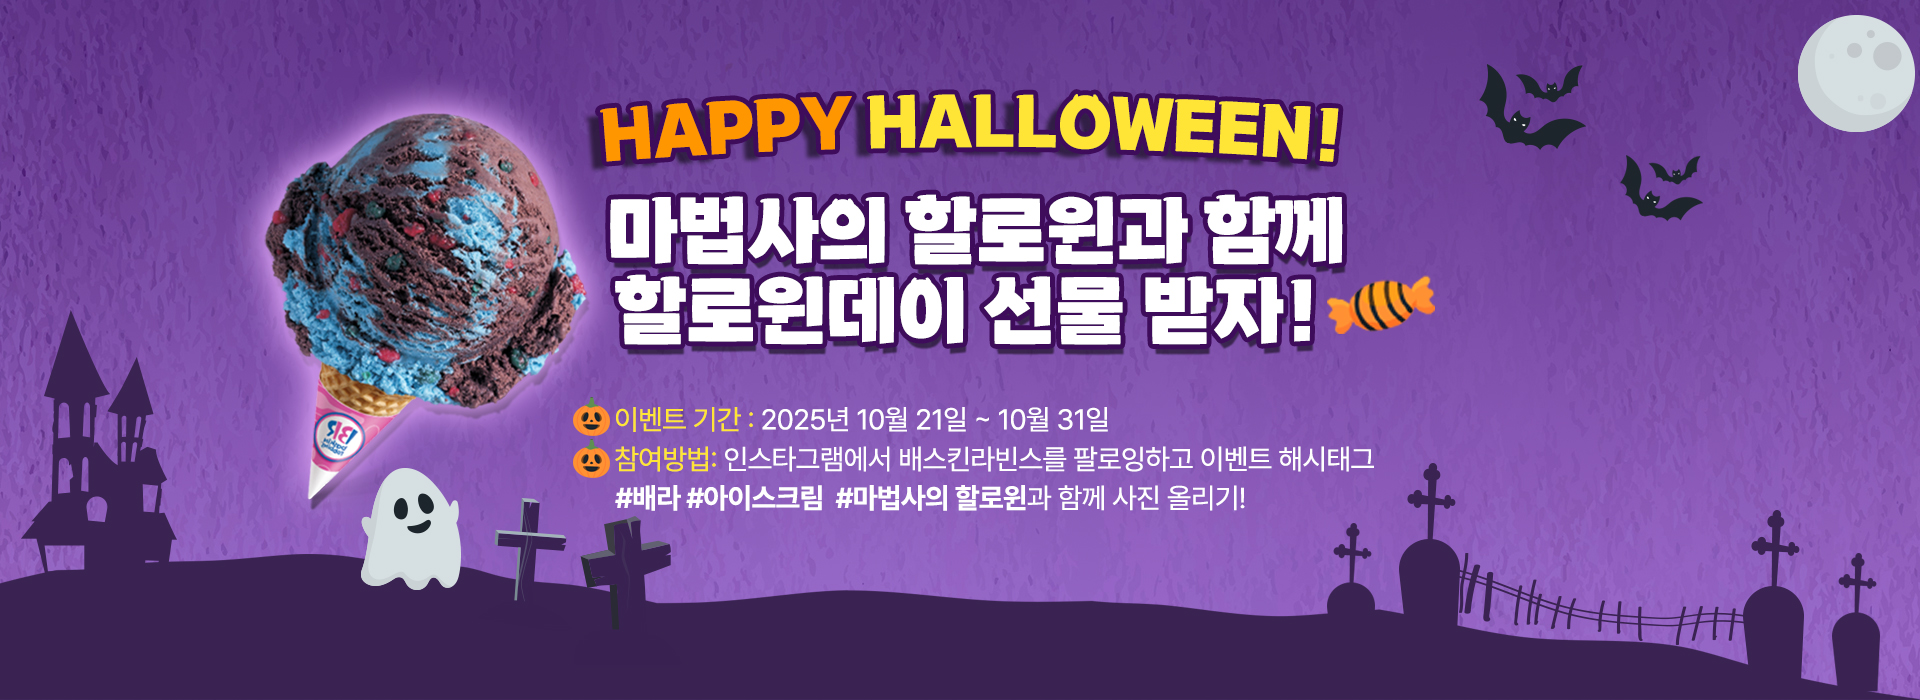 HAPPY HALLOWEEN!
마법사의 할로윈과 함께
할로윈데이 선물 받자!
이벤트 기간 : 2025년 10월 21일 ~ 10월 31일
참여방법: 인스타그램에서 배스킨라빈스를 팔로잉하고 이벤트 해시태그
#배라 #아이스크림 #마법사의 할로윈과 함께 사진 올리기!